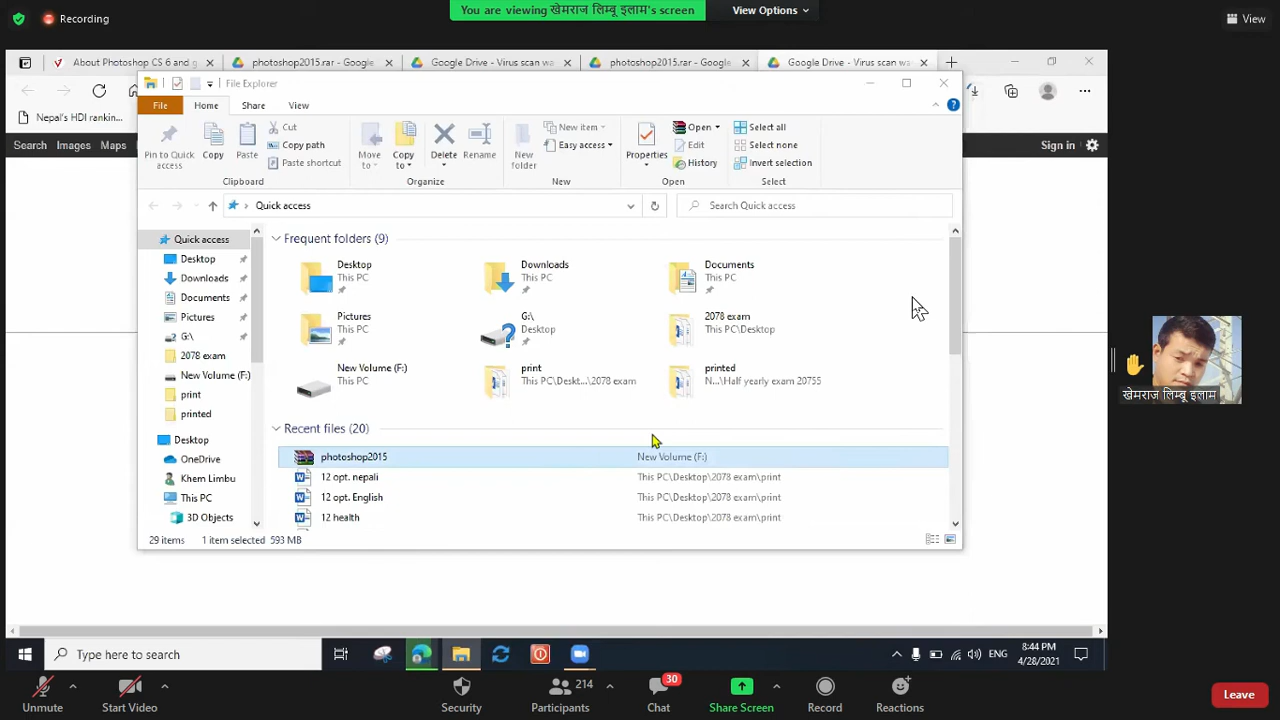 Recording
You are viewing खेमराज लिम्बू इलाम's screen
View Options
View
About Photoshop CS 6 and g
photoshop2015.rar - Google
Google Drive - Virus scan wa
photoshop2015.rar - Google
Google Drive - Virus scan wa
File Explorer
Nepal's HDI rankin...
File
Home
Share
View
Search
Images
Maps
Sign in
Pin to Quick access
Copy
Paste
Cut
Copy path
Paste shortcut
Clipboard
Move to
Copy to
Delete
Rename
Organize
New folder
New item
Easy access
New
Properties
Open
Edit
History
Open
Select all
Select none
Invert selection
Select
Quick access
Search Quick access
Quick access
Desktop
Downloads
Documents
Pictures
G:\
2078 exam
New Volume (F:)
print
printed
Desktop
OneDrive
Khem Limbu
This PC
3D Objects
Frequent folders (9)
Desktop
This PC
Downloads
This PC
Documents
This PC
Pictures
This PC
G:\
Desktop
2078 exam
This PC\Desktop
New Volume (F:)
This PC
print
This PC\Deskt...\2078 exam
printed
N...\Half yearly exam 20755
Recent files (20)
photoshop2015 New Volume (F:)
12 opt. nepali This PC\Desktop\2078 exam\print
12 opt. English This PC\Desktop\2078 exam\print
12 health This PC\Desktop\2078 exam\print
29 items 1 item selected 593 MB
खेमराज लिम्बू इलाम
Type here to search
ENG
8:44 PM
4/28/2021
Unmute
Start Video
Security
214
Participants
30
Chat
Share Screen
Record
Reactions
Leave